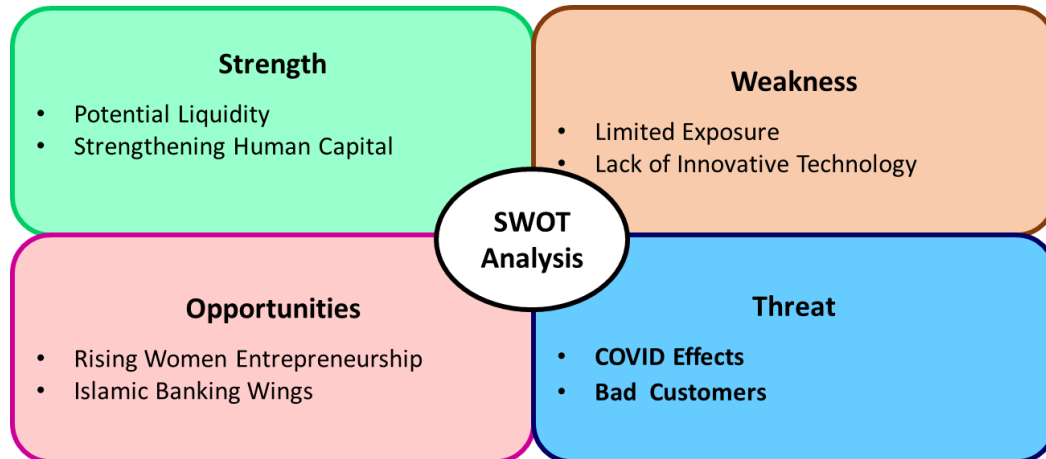 Strength
• Potential Liquidity
• Strengthening Human Capital
Weakness
• Limited Exposure
• Lack of Innovative Technology
SWOT
Analysis
Opportunities
• Rising Women Entrepreneurship
• Islamic Banking Wings
Threat
• COVID Effects
• Bad  Customers